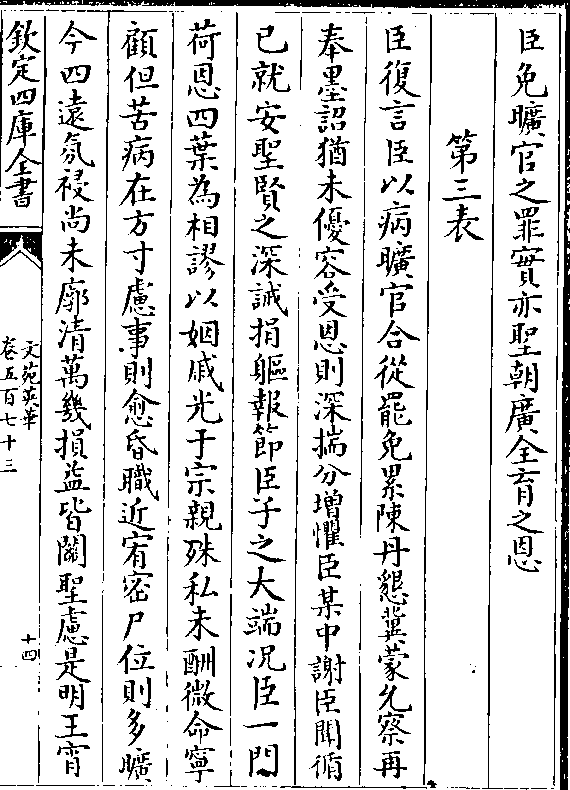 臣免曠官之罪實亦聖朝廣全育之恩
第三表
臣復言臣以病曠官合從罷免累陳丹懇冀蒙允察再
奉墨詔猶未優容受恩則深揣分增懼臣某中謝臣聞循
已就安聖賢之深誠捐軀報節臣子之大端况臣一門
荷恩四葉為相謬以姻戚光于宗親殊私未酬微命寧
顧但苦病在方寸慮事則愈昏職近宥密尸位則多曠
今四遠氛祲尚未廓清萬幾損益皆關聖慮是明王宵
欽定四庫全書
文苑英華
卷五百七十三
十四